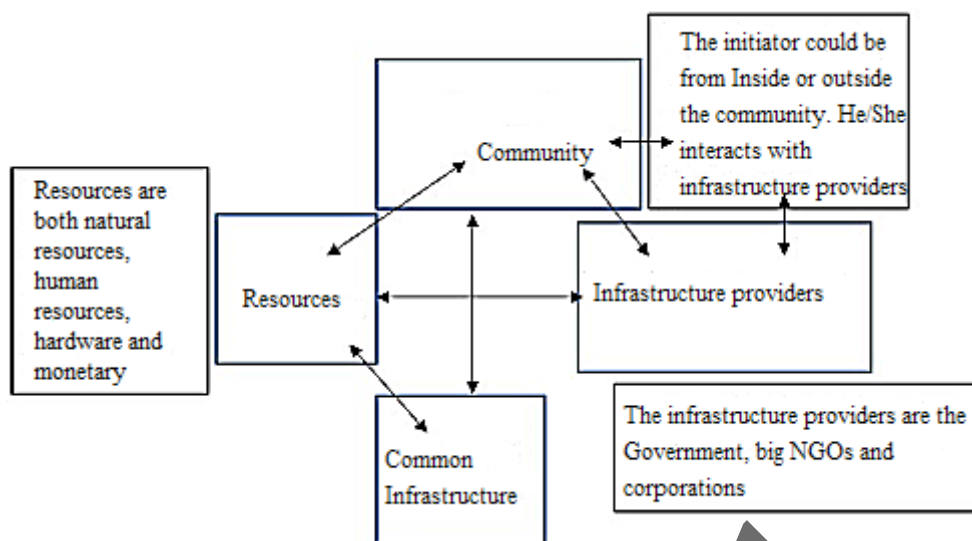 The initiator could be
from Inside or outside
the community. He/She
interacts with
infrastructure providers
Community
Resources are
both natural
resources,
human
resources,
hardware and
monetary
Resources
Infrastructure providers
Common
Infrastructure
The infrastructure providers are the
Government, big NGOs and
corporations